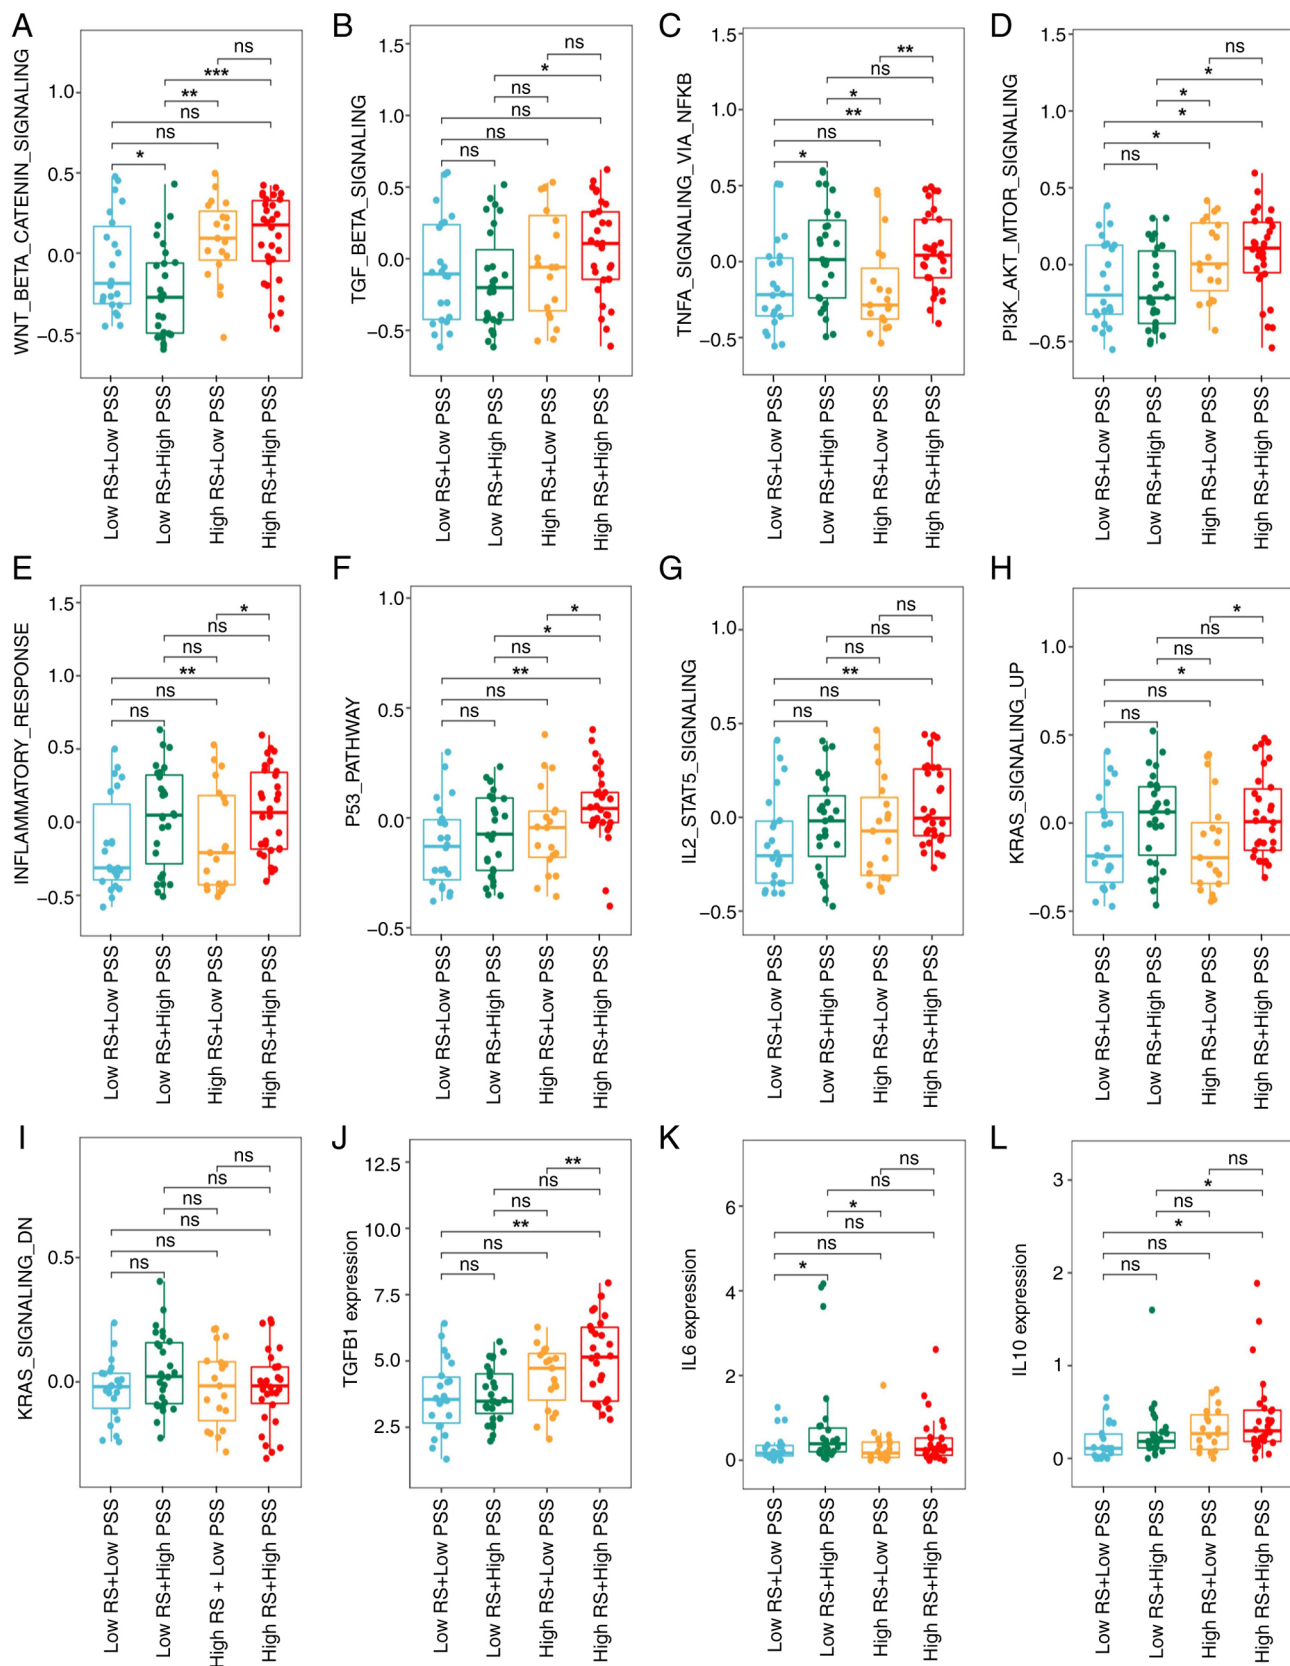 A
WNT_BETA_CATENIN_SIGNALING
1.0
0.5
0.0
−0.5
ns
***
**
ns
ns
*
Low RS+Low PSS
Low RS+High PSS
High RS+Low PSS
High RS+High PSS
B
TGF_BETA_SIGNALING
1.5
1.0
0.5
0.0
−0.5
ns
*
ns
ns
ns
ns
Low RS+Low PSS
Low RS+High PSS
High RS+Low PSS
High RS+High PSS
C
TNFA_SIGNALING_VIA_NFKB
1.5
1.0
0.5
0.0
−0.5
**
ns
*
**
ns
*
Low RS+Low PSS
Low RS+High PSS
High RS+Low PSS
High RS+High PSS
D
PI3K_AKT_MTOR_SIGNALING
1.5
1.0
0.5
0.0
−0.5
ns
*
*
*
*
ns
Low RS+Low PSS
Low RS+High PSS
High RS+Low PSS
High RS+High PSS
E
INFLAMMATORY_RESPONSE
1.5
1.0
0.5
0.0
−0.5
*
ns
ns
**
ns
ns
Low RS+Low PSS
Low RS+High PSS
High RS+Low PSS
High RS+High PSS
F
P53_PATHWAY
1.0
0.5
0.0
−0.5
*
*
ns
**
ns
ns
Low RS+Low PSS
Low RS+High PSS
High RS+Low PSS
High RS+High PSS
G
IL2_STAT5_SIGNALING
1.0
0.5
0.0
−0.5
ns
ns
ns
**
ns
ns
Low RS+Low PSS
Low RS+High PSS
High RS+Low PSS
High RS+High PSS
H
KRAS_SIGNALING_UP
1.0
0.5
0.0
−0.5
*
ns
ns
*
ns
ns
Low RS+Low PSS
Low RS+High PSS
High RS+Low PSS
High RS+High PSS
I
KRAS_SIGNALING_DN
0.5
0.0
ns
ns
ns
ns
ns
ns
Low RS+Low PSS
Low RS+High PSS
High RS + Low PSS
High RS+High PSS
J
TGFB1 expression
12.5
10.0
7.5
5.0
2.5
**
ns
ns
**
ns
ns
Low RS+Low PSS
Low RS+High PSS
High RS+Low PSS
High RS+High PSS
K
IL6 expression
6
4
2
0
ns
ns
*
ns
ns
*
Low RS+Low PSS
Low RS+High PSS
High RS+Low PSS
High RS+High PSS
L
IL10 expression
3
2
1
0
ns
*
ns
*
ns
ns
Low RS+Low PSS
Low RS+High PSS
High RS+Low PSS
High RS+High PSS